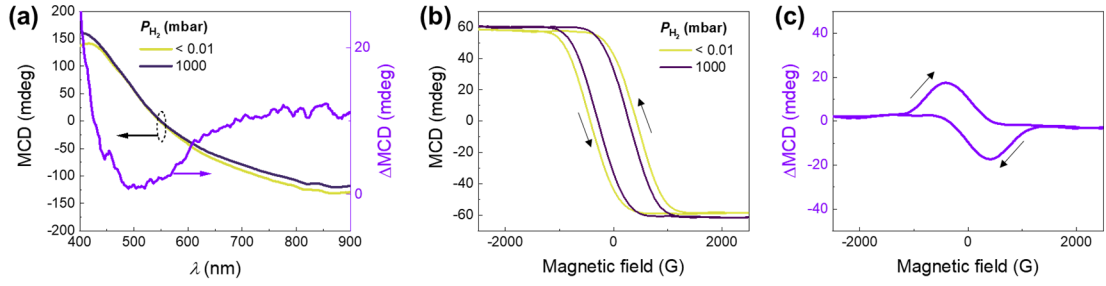 (a)
P_H2 (mbar)
< 0.01
1000
MCD (mdeg)
200
150
100
50
0
-50
-100
-150
-200
400 500 600 700 800 900
λ (nm)
20
0
ΔMCD (mdeg)
(b)
P_H2 (mbar)
< 0.01
1000
MCD (mdeg)
60
40
20
0
-20
-40
-60
-2000 0 2000
Magnetic field (G)
(c)
ΔMCD (mdeg)
40
20
0
-20
-40
-2000 0 2000
Magnetic field (G)